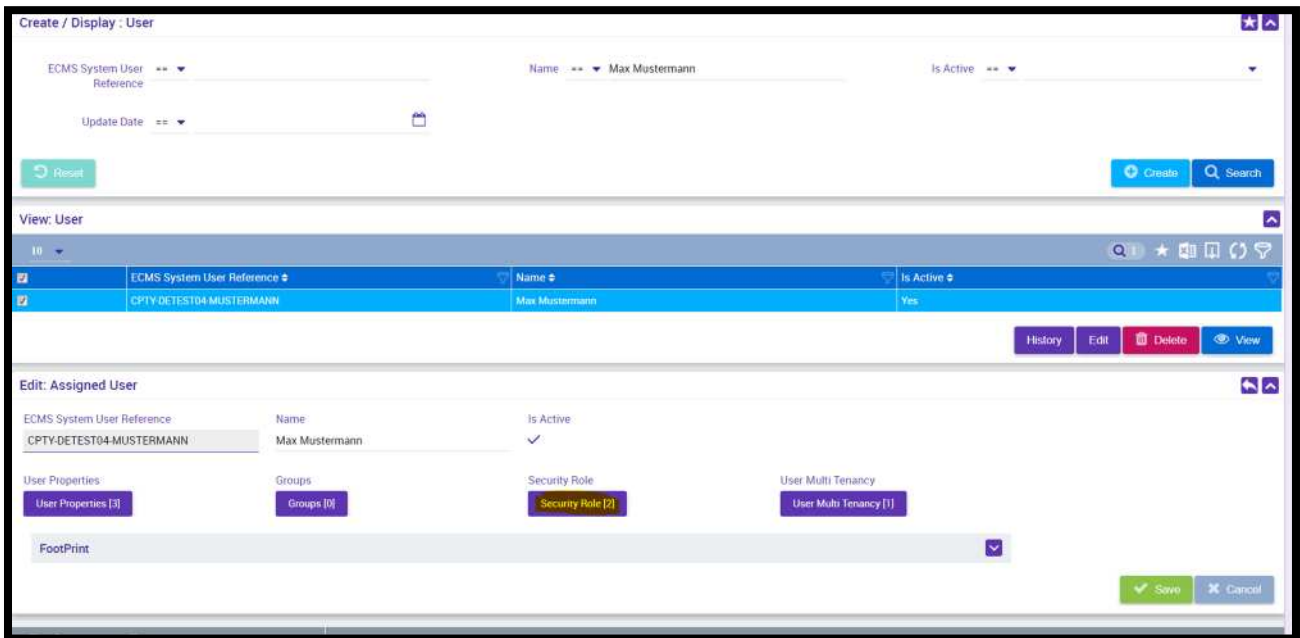 Create / Display : User
ECMS System User Reference == Name == Max Mustermann Is Active ==
Update Date ==
Reset Create Search
View: User
10 1
ECMS System User Reference Name Is Active
CPTY-DETEST04-MUSTERMANN Max Mustermann Yes
History Edit Delete View
Edit: Assigned User
ECMS System User Reference Name Is Active
CPTY-DETEST04-MUSTERMANN Max Mustermann
User Properties Groups Security Role User Multi Tenancy
User Properties [3] Groups [0] Security Role [2] User Multi Tenancy [1]
FootPrint
Save Cancel